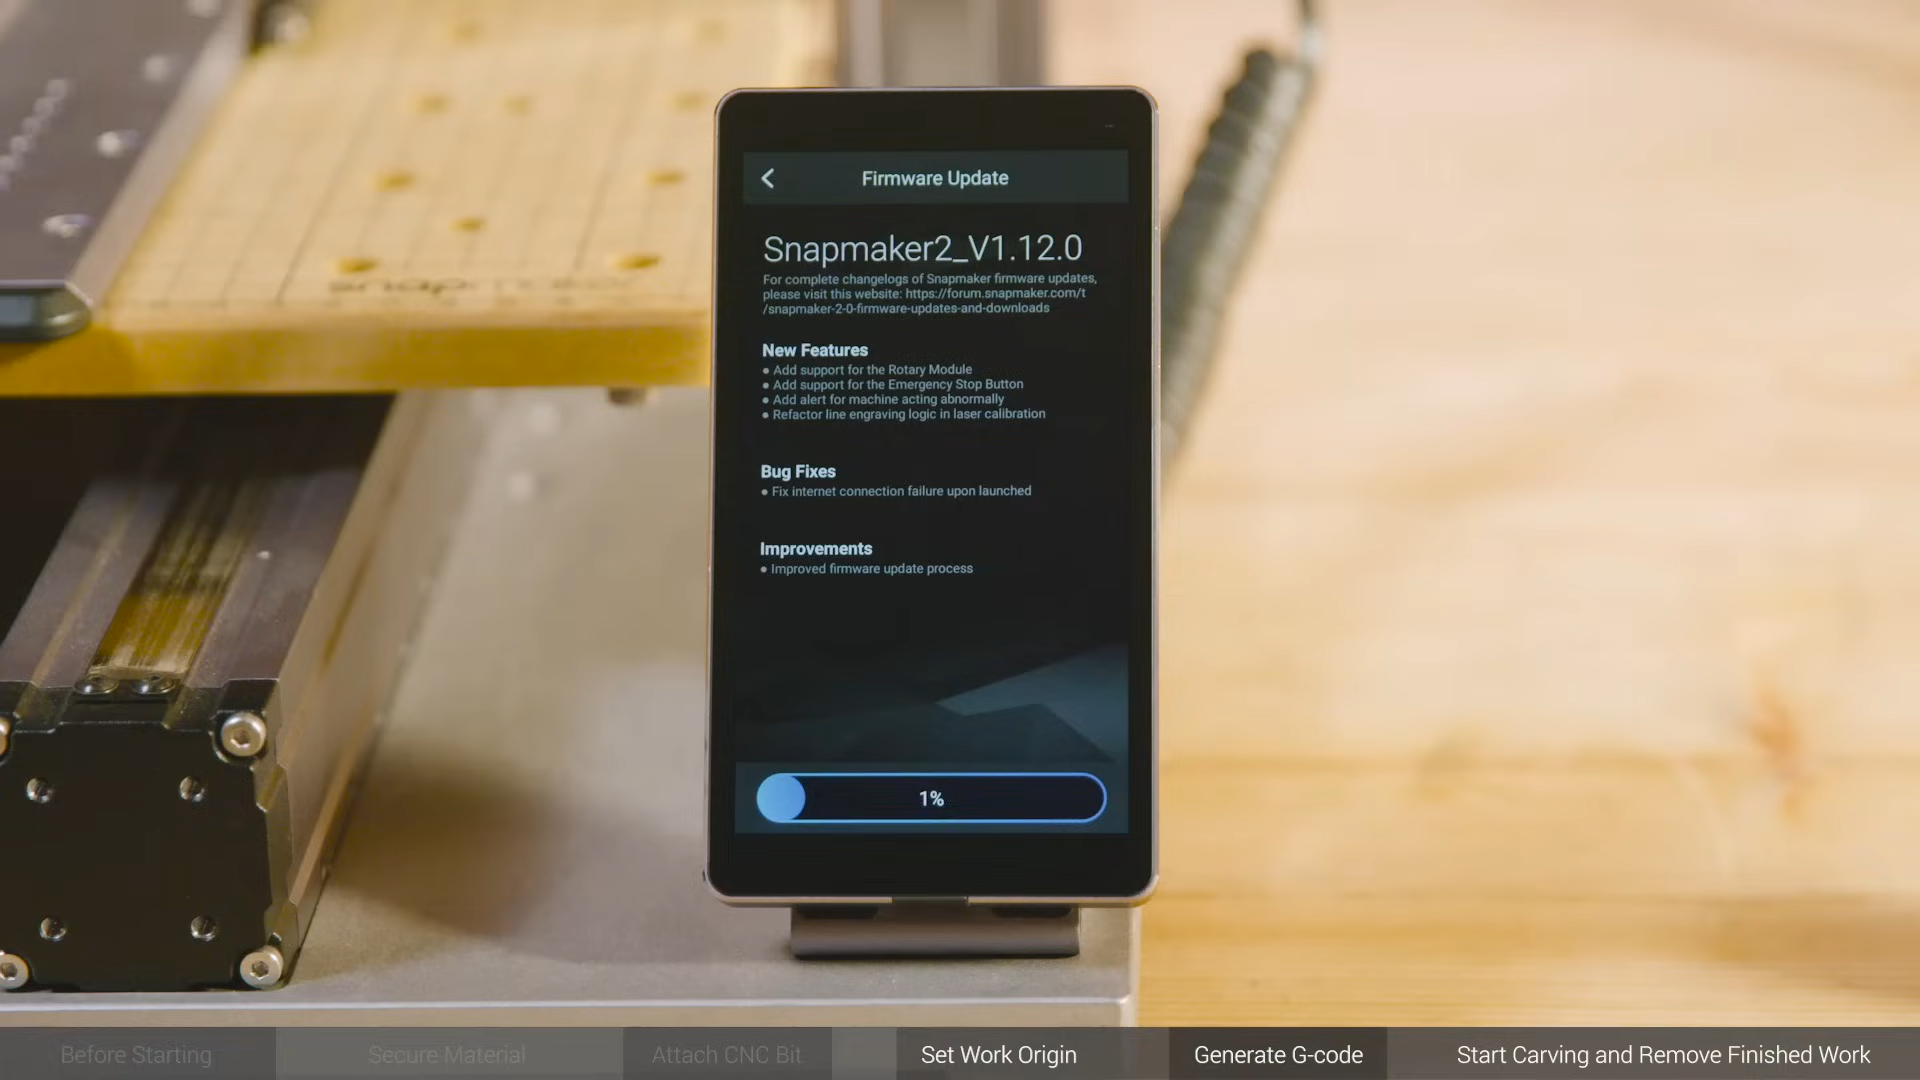 Firmware Update
Snapmaker2_V1.12.0
For complete changelogs of Snapmaker firmware updates,
please visit this website: https://forum.snapmaker.com/t
/snapmaker-2-0-firmware-updates-and-downloads
New Features
• Add support for the Rotary Module
• Add support for the Emergency Stop Button
• Add alert for machine acting abnormally
• Refactor line engraving logic in laser calibration
Bug Fixes
• Fix internet connection failure upon launched
Improvements
• Improved firmware update process
1%
snapmaker
Before Starting
Secure Material
Attach CNC Bit
Set Work Origin
Generate G-code
Start Carving and Remove Finished Work